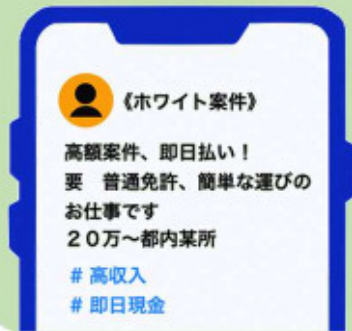 《ホワイト案件》
高額案件、即日払い！
要　普通免許、簡単な運びの
お仕事です
２０万～都内某所
# 高収入
# 即日現金